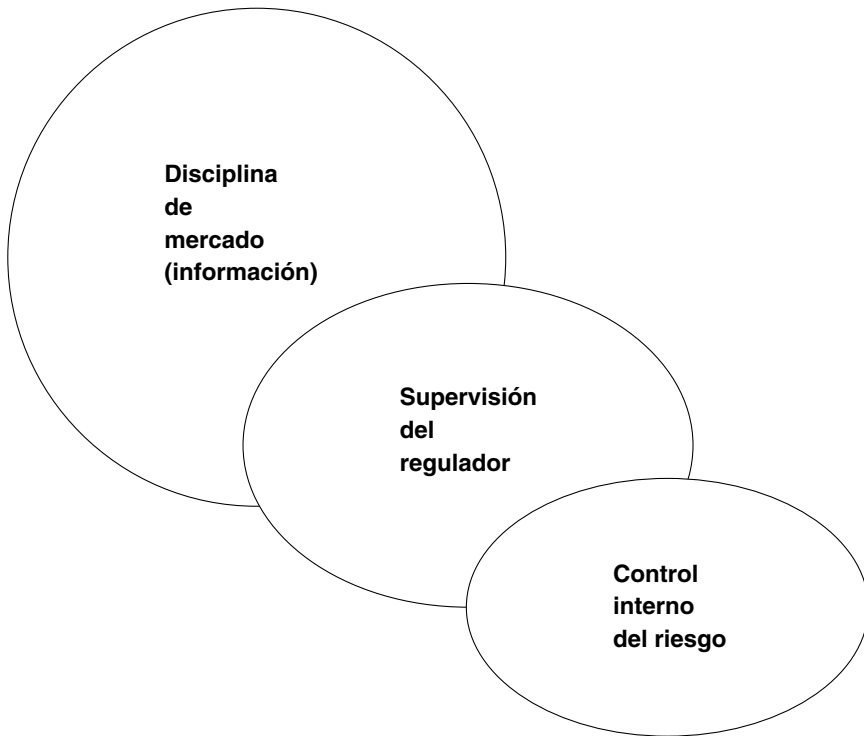 Disciplina
de
mercado
(información)
Supervisión
del
regulador
Control
interno
del riesgo